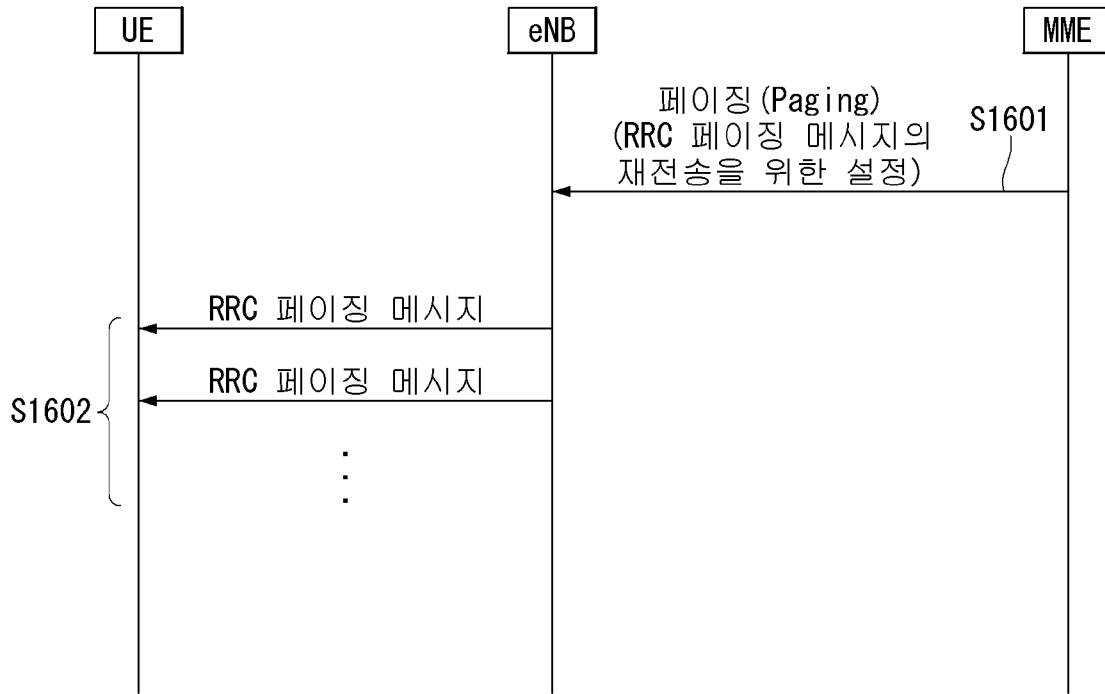 UE
eNB
MME
페이징(Paging)
(RRC 페이징 메시지의
재전송을 위한 설정)
S1601
RRC 페이징 메시지
RRC 페이징 메시지
S1602